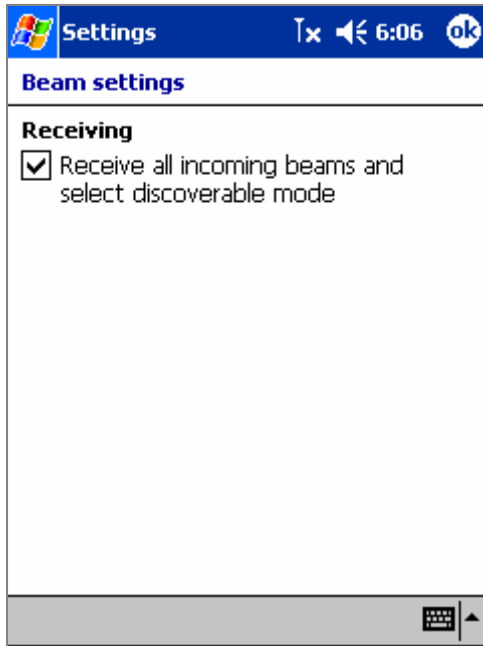 Settings 6:06 ok
Beam settings
Receiving
Receive all incoming beams and
select discoverable mode